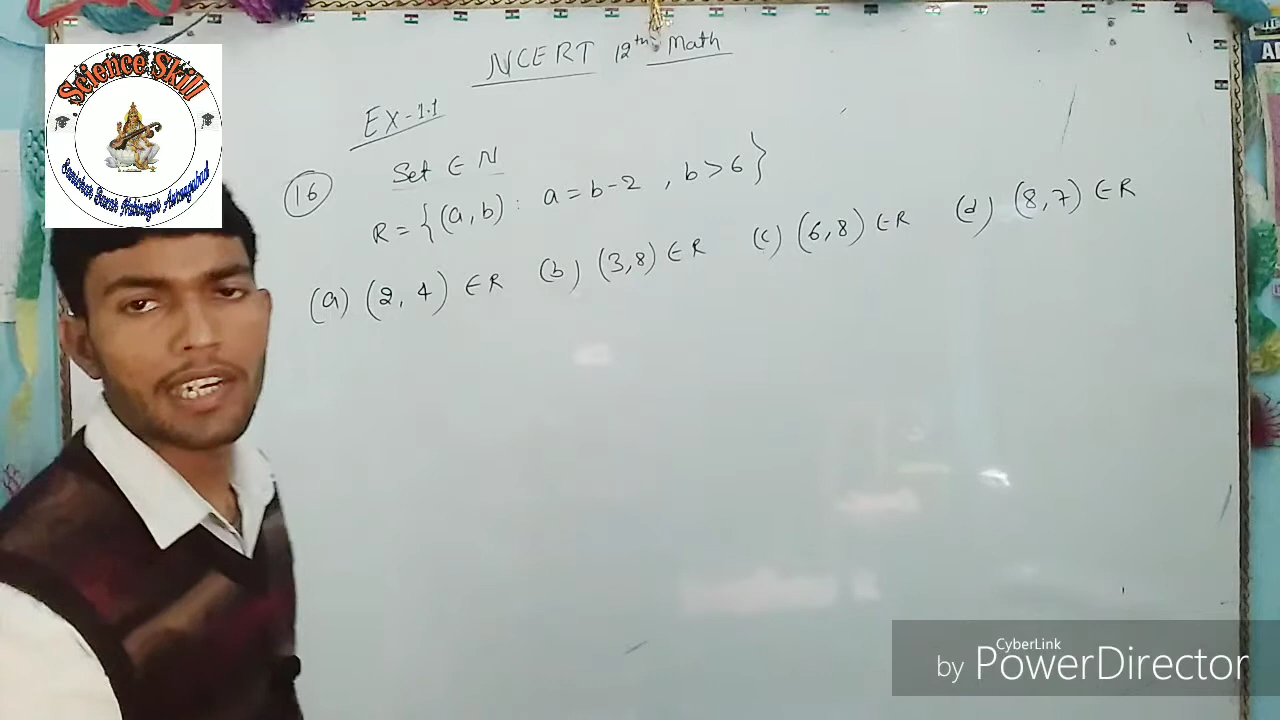 Science Skill
NCERT 12th Math
Ex-1.1
16 Set ∈ N
R = {(a, b) : a = b-2 , b > 6}
(a) (2, 4) ∈ R (b) (3,8) ∈ R (c) (6,8) ∈ R (d) (8,7) ∈ R
CyberLink
by PowerDirector